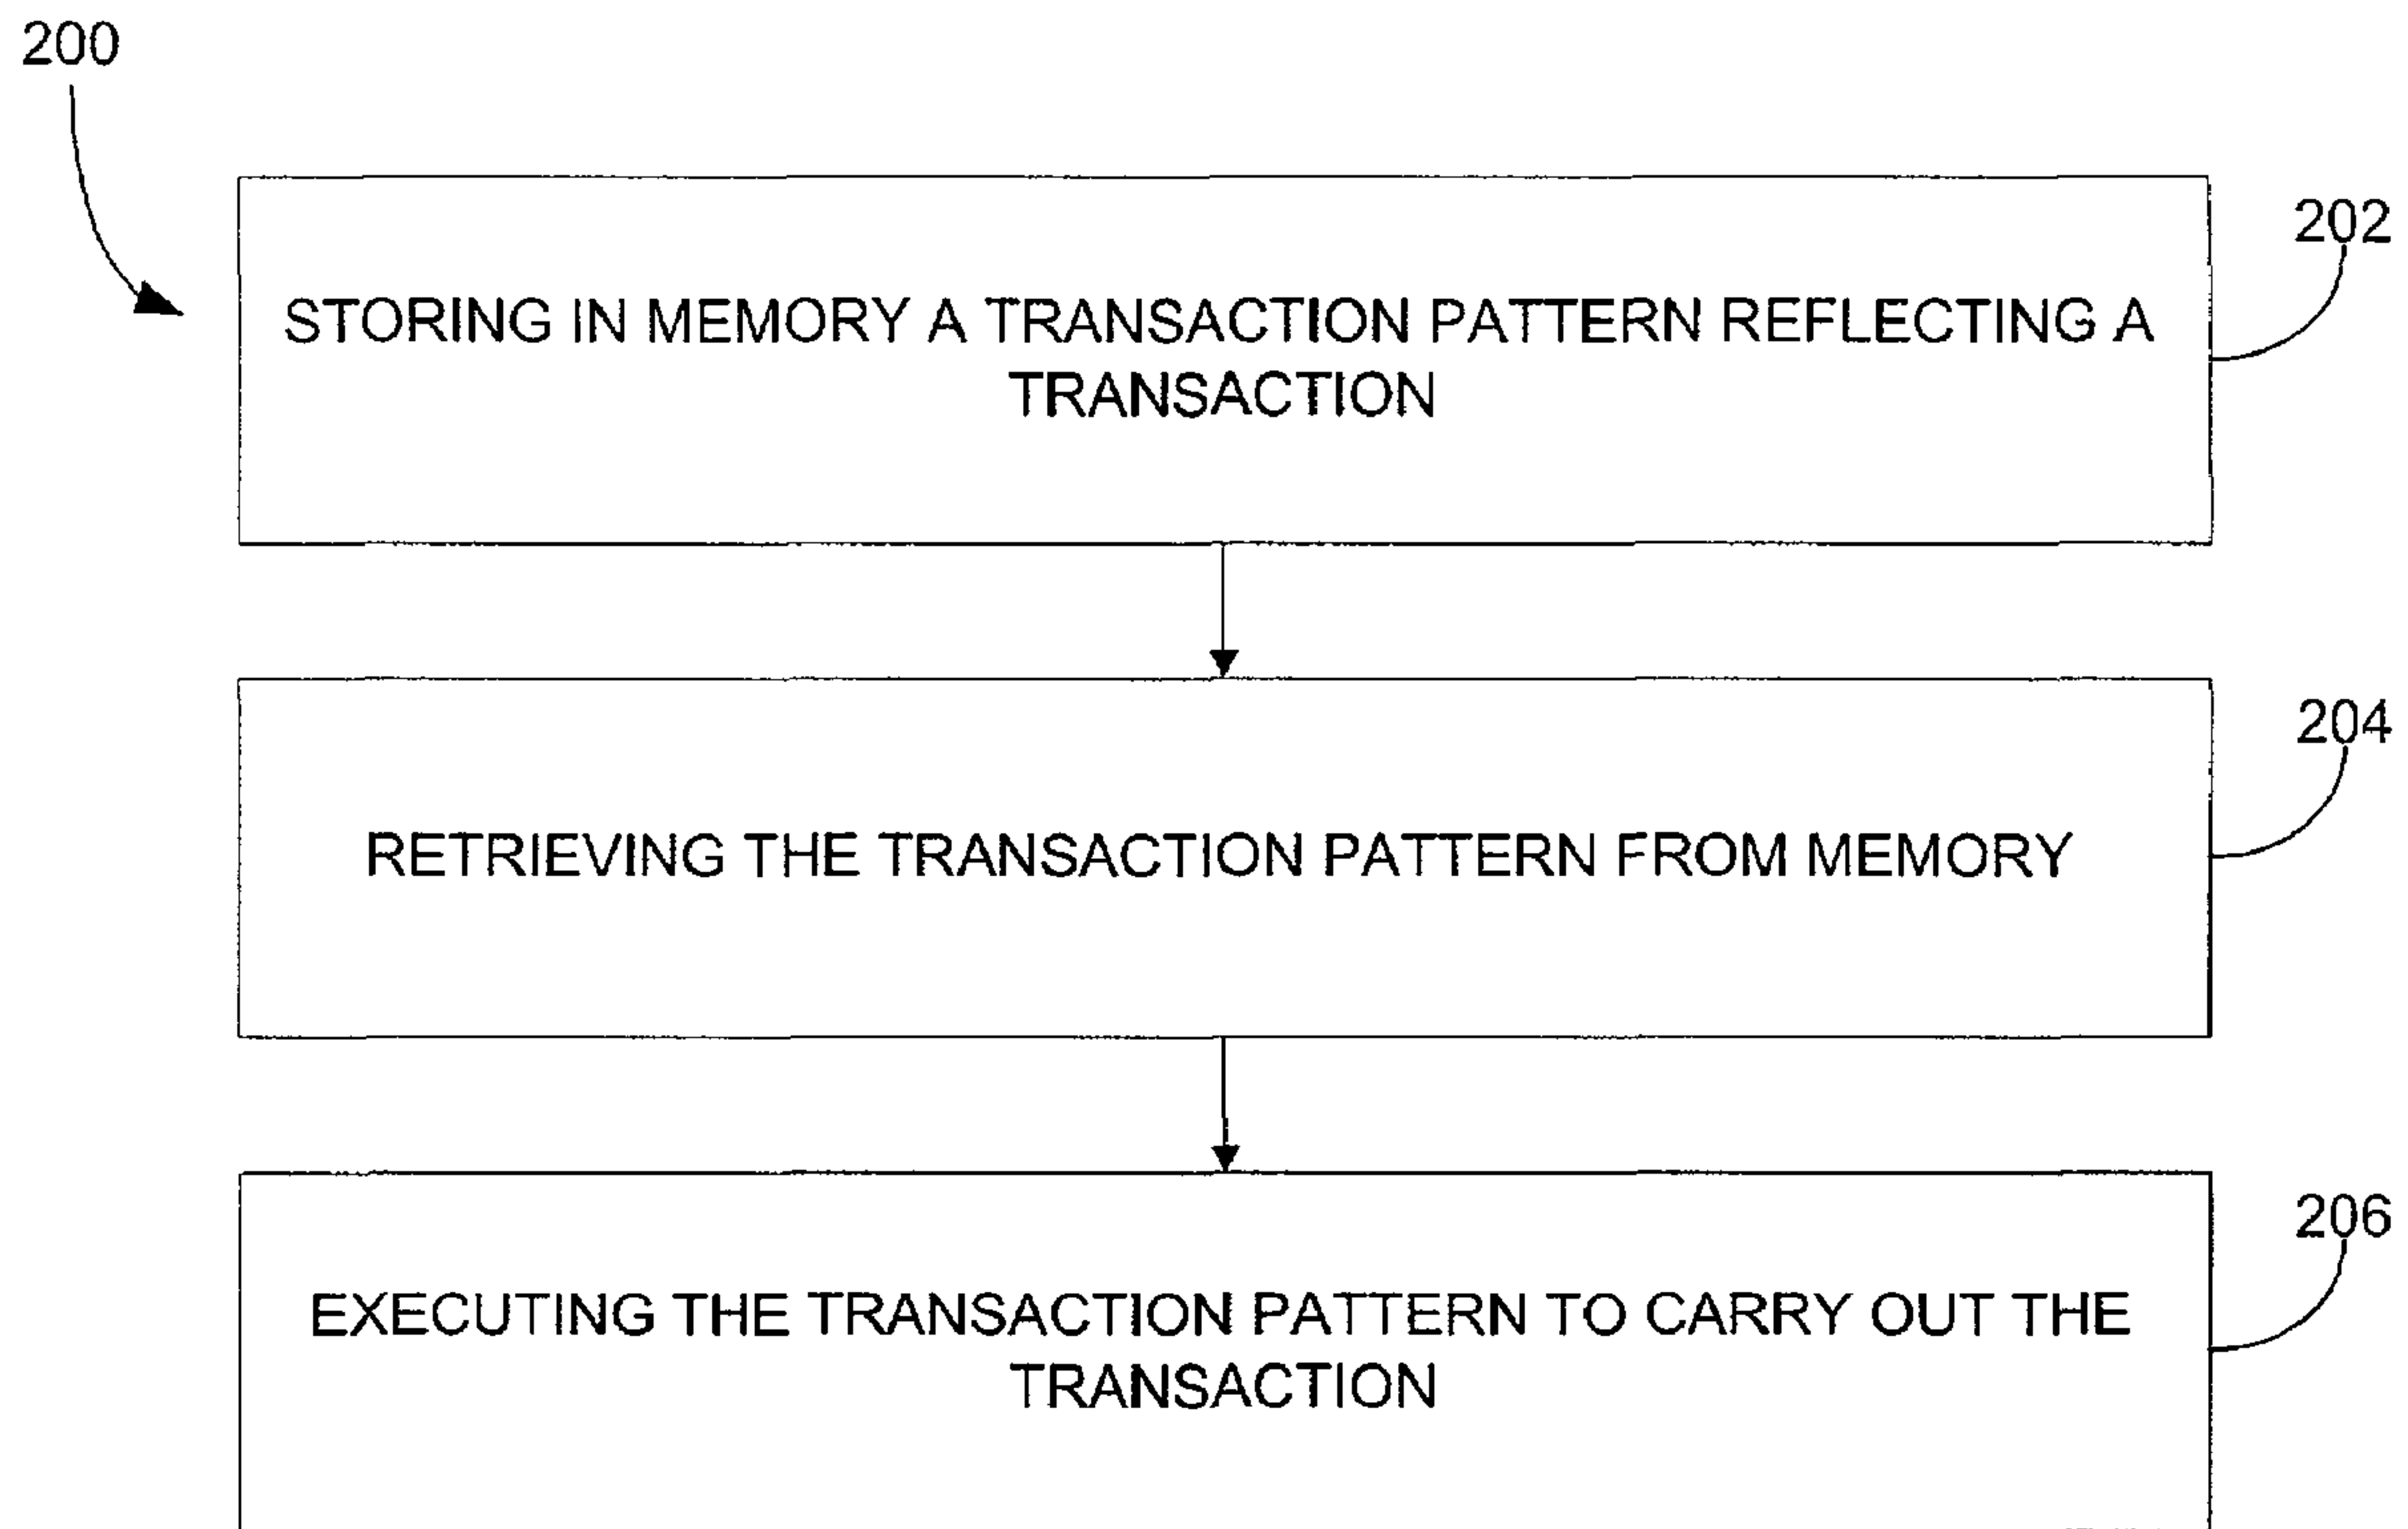 200
202
STORING IN MEMORY A TRANSACTION PATTERN REFLECTING A
TRANSACTION
204
RETRIEVING THE TRANSACTION PATTERN FROM MEMORY
206
EXECUTING THE TRANSACTION PATTERN TO CARRY OUT THE
TRANSACTION